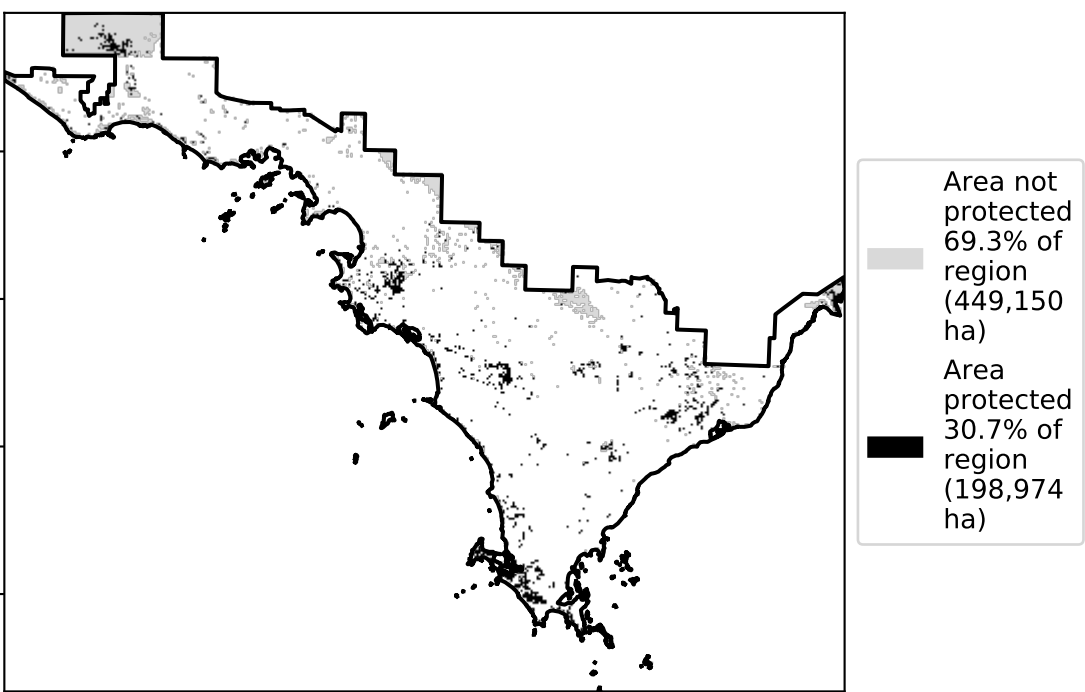 Area not
protected
69.3% of
region
(449,150
ha)
Area
protected
30.7% of
region
(198,974
ha)